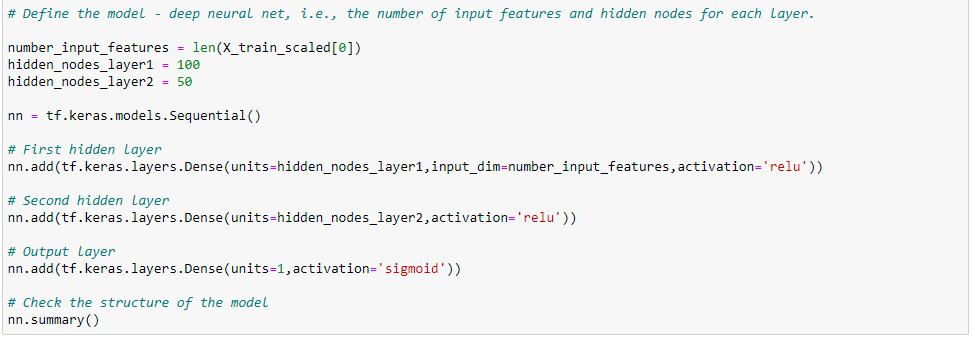 # Define the model - deep neural net, i.e., the number of input features and hidden nodes for each layer.
number_input_features = len(X_train_scaled[0])
hidden_nodes_layer1 = 100
hidden_nodes_layer2 = 50
nn = tf.keras.models.Sequential()
# First hidden layer
nn.add(tf.keras.layers.Dense(units=hidden_nodes_layer1,input_dim=number_input_features,activation='relu'))
# Second hidden layer
nn.add(tf.keras.layers.Dense(units=hidden_nodes_layer2,activation='relu'))
# Output layer
nn.add(tf.keras.layers.Dense(units=1,activation='sigmoid'))
# Check the structure of the model
nn.summary()